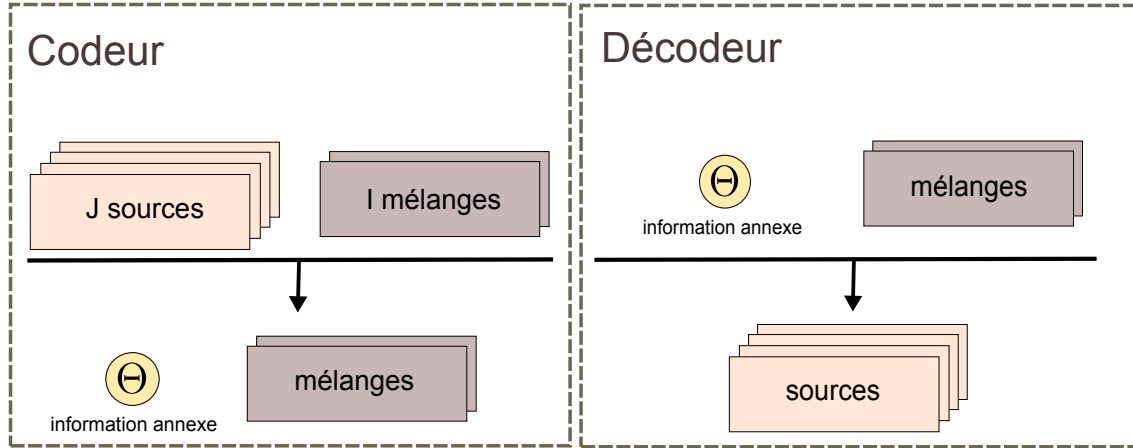 Codeur
J sources
I mélanges
Θ
information annexe
mélanges
Décodeur
Θ
information annexe
mélanges
sources